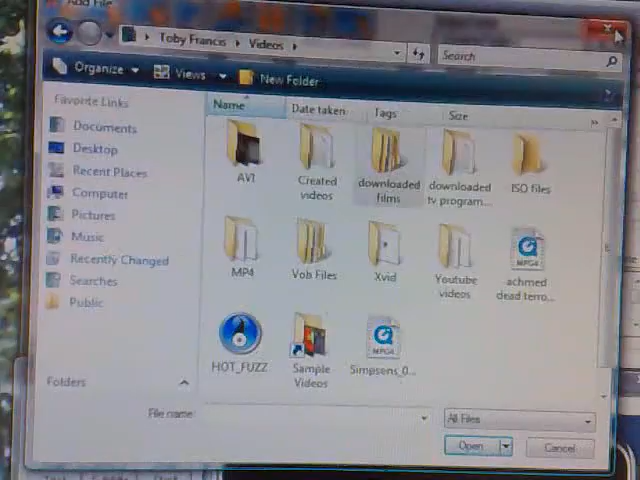 Add File
Toby Francis Videos
Search
Organize Views New Folder
Favorite Links
Name Date taken Tags Size
Documents
Desktop
Recent Places
Computer
Pictures
Music
Recently Changed
Searches
Public
Folders
AVI
Created videos
downloaded films
downloaded tv program...
ISO files
MP4
Vob Files
Xvid
Youtube videos
MPG4
achmed dead terro...
HOT_FUZZ
Sample Videos
MPG4
Simpsens_0...
File name:
All Files
Open Cancel